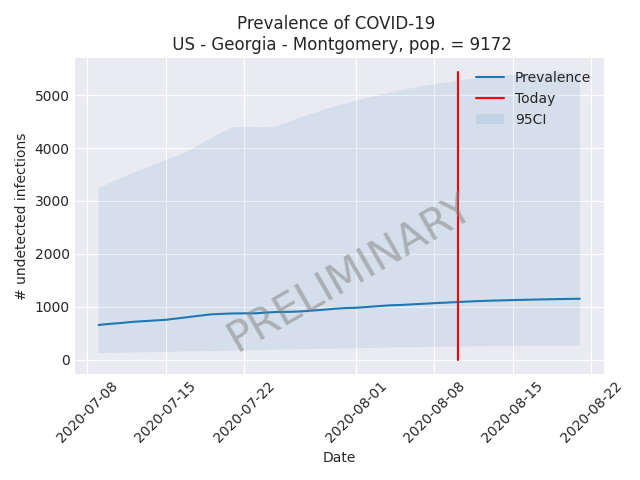 Prevalence of COVID-19
US - Georgia - Montgomery, pop. = 9172
Prevalence
Today
95CI
# undetected infections
5000
4000
3000
2000
1000
0
PRELIMINARY
2020-07-08
2020-07-15
2020-07-22
2020-08-01
2020-08-08
2020-08-15
2020-08-22
Date